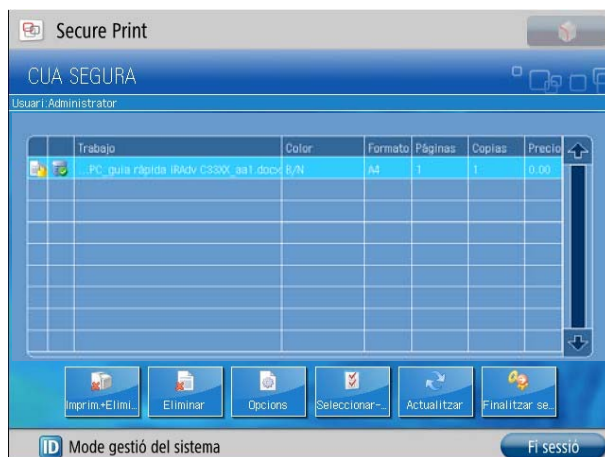 Secure Print
CUA SEGURA
Usuari:Administrator
Trabajo Color Formato Páginas Copias Precio
...PC_guia rápida iRAdv C33XX_aa1.docx B/N A4 1 1 0.00
Imprim.+Elimi... Eliminar Opcions Seleccionar-... Actualitzar Finalitzar se...
ID Mode gestió del sistema Fi sessió